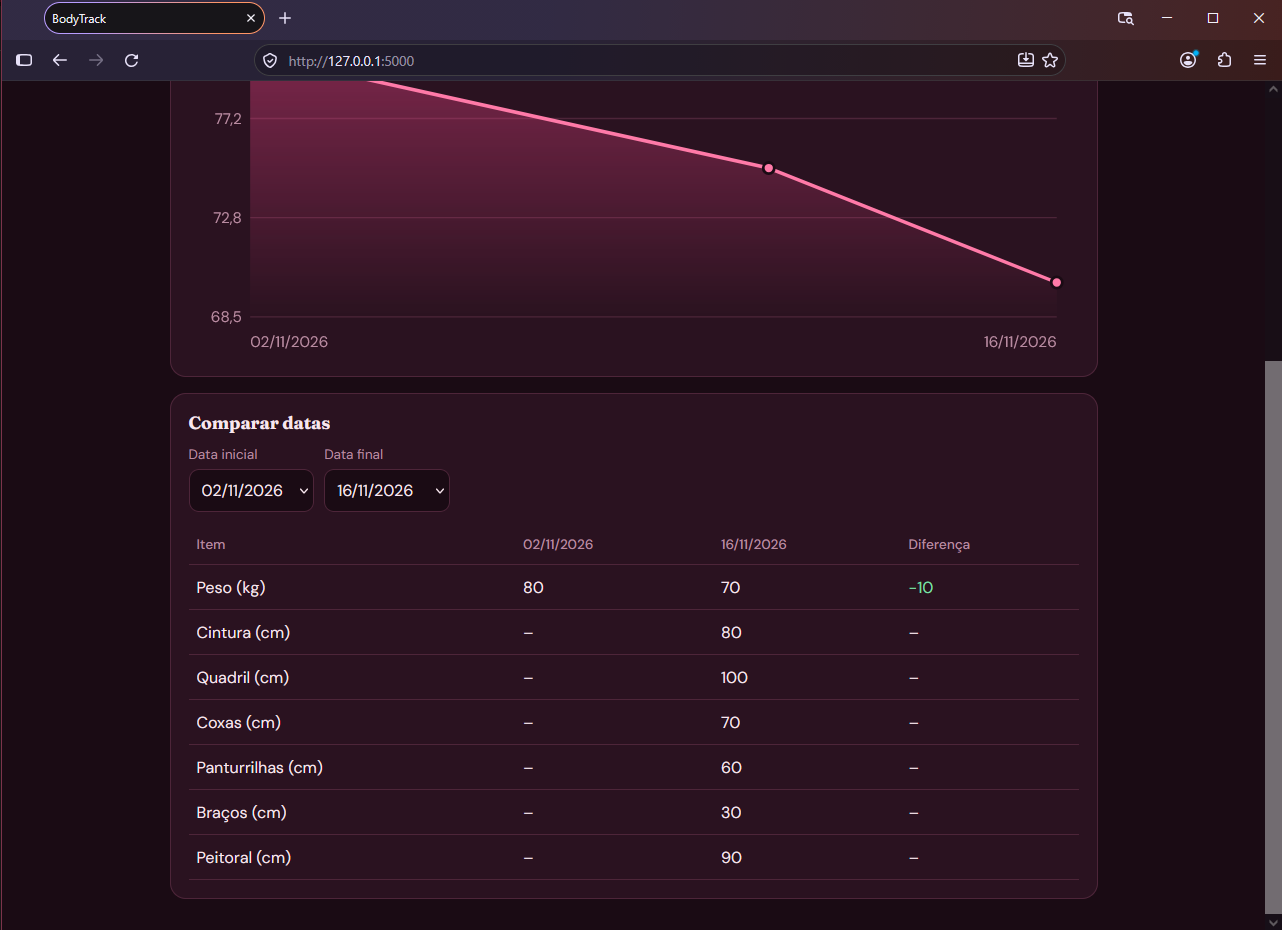 BodyTrack
http://127.0.0.1:5000
77,2
72,8
68,5
02/11/2026 16/11/2026
Comparar datas
Data inicial Data final
02/11/2026 16/11/2026
Item 02/11/2026 16/11/2026 Diferença
Peso (kg) 80 70 -10
Cintura (cm) – 80 –
Quadril (cm) – 100 –
Coxas (cm) – 70 –
Panturrilhas (cm) – 60 –
Braços (cm) – 30 –
Peitoral (cm) – 90 –